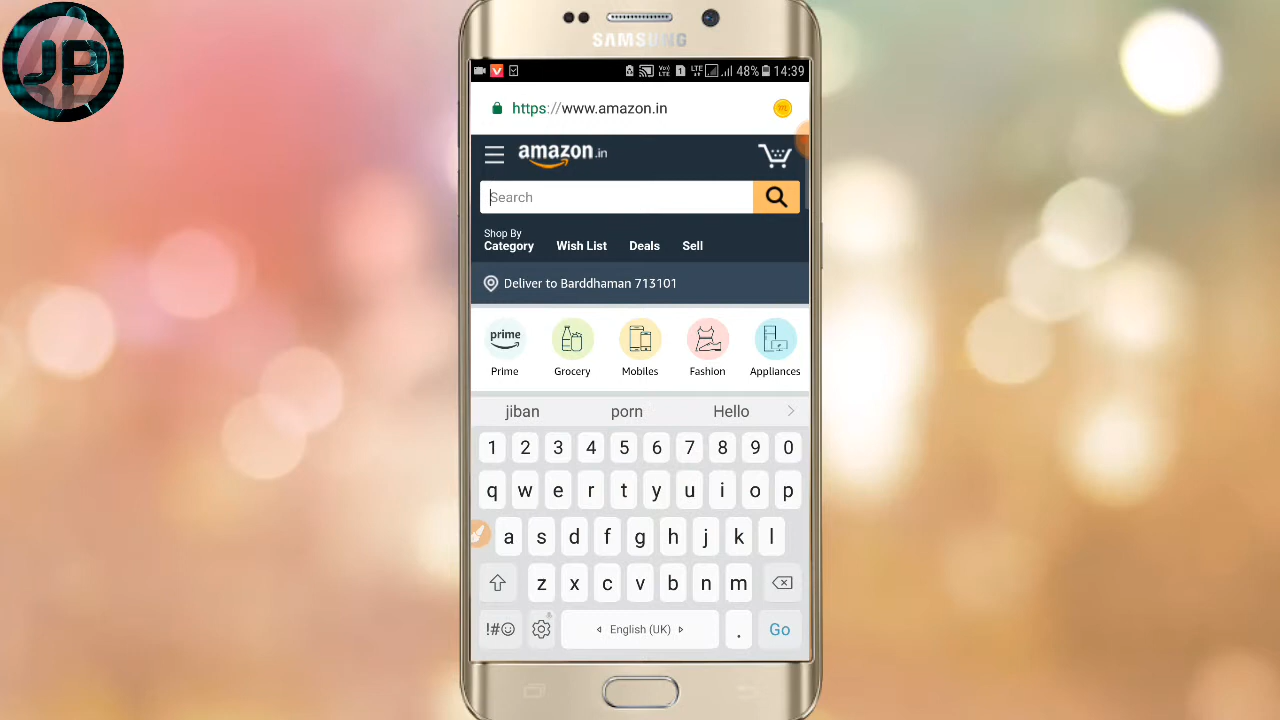 JP
SAMSUNG
48% 14:39
https://www.amazon.in
amazon.in
Search
Shop By
Category Wish List Deals Sell
Deliver to Barddhaman 713101
prime
Prime Grocery Mobiles Fashion Appliances
jiban porn Hello
1 2 3 4 5 6 7 8 9 0
q w e r t y u i o p
a s d f g h j k l
z x c v b n m
!#☺ English (UK) . Go